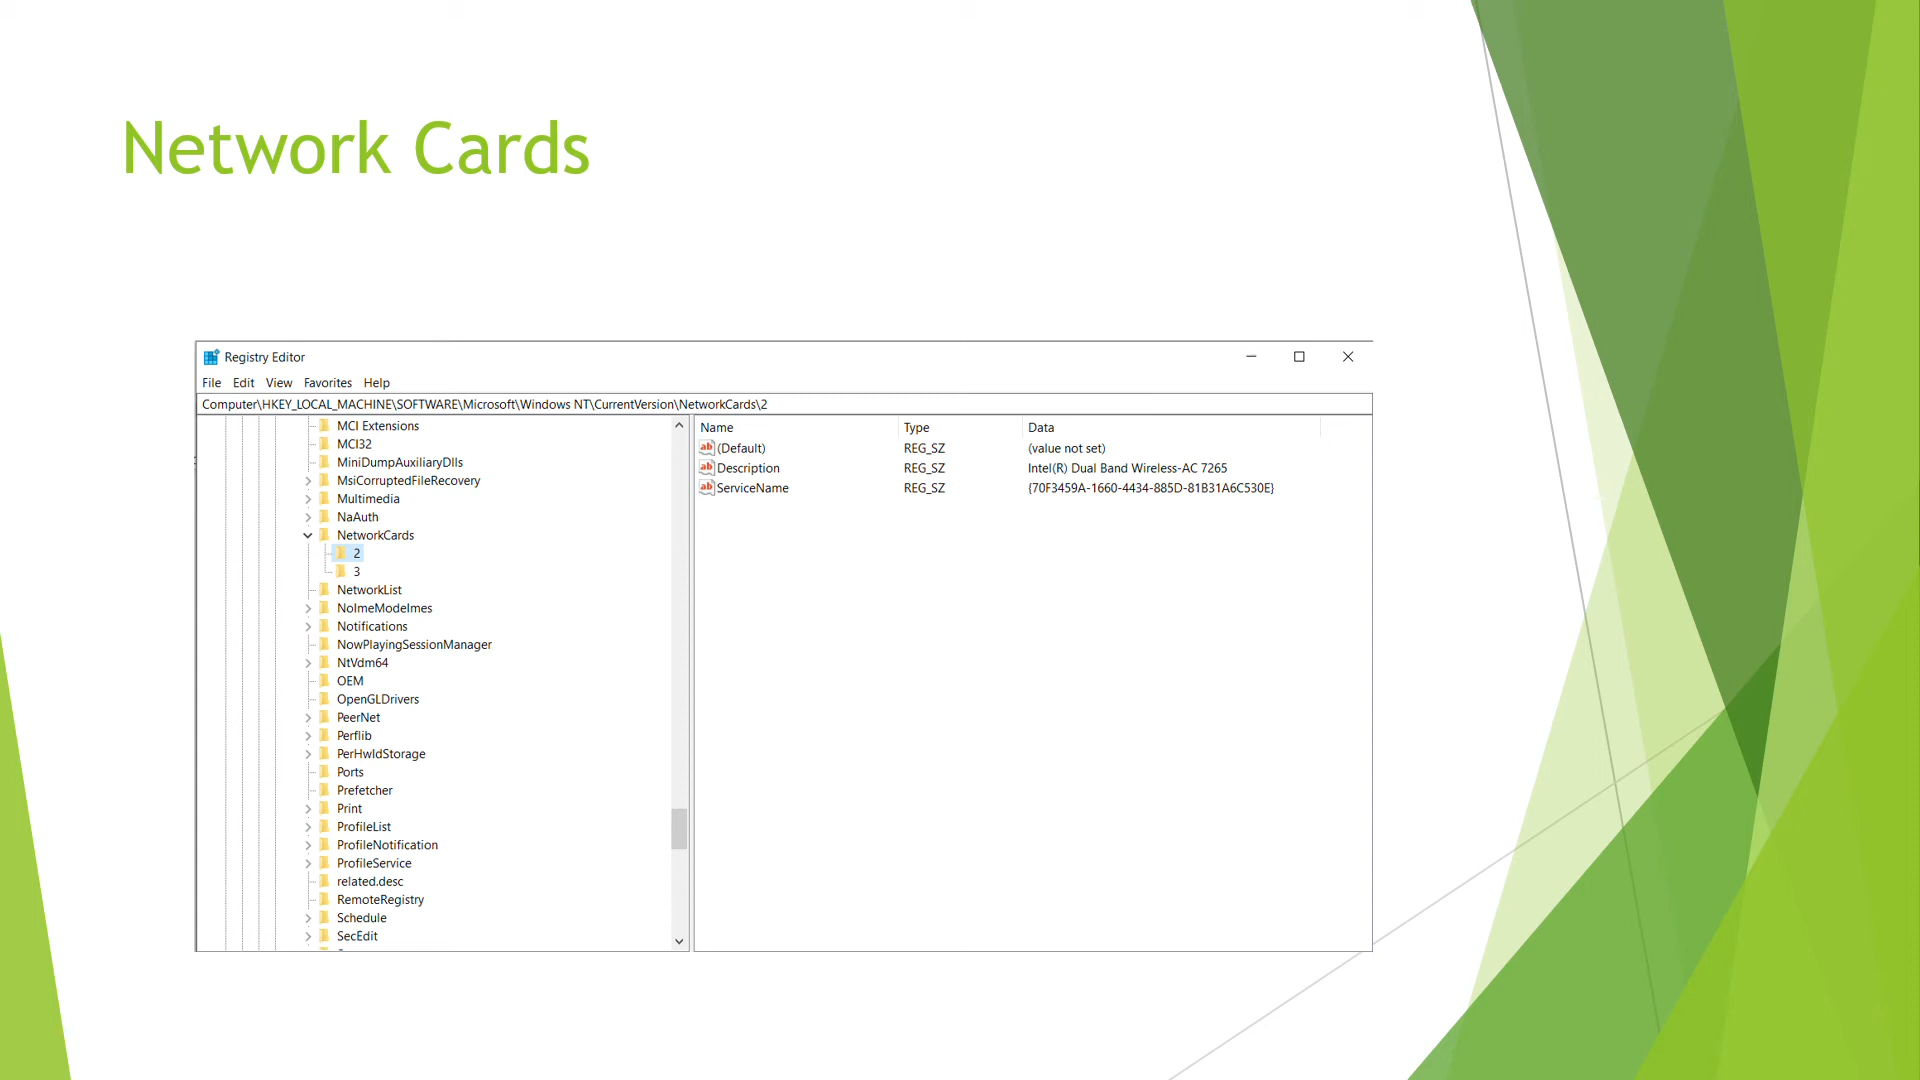 Network Cards
Registry Editor
File Edit View Favorites Help
Computer\HKEY_LOCAL_MACHINE\SOFTWARE\Microsoft\Windows NT\CurrentVersion\NetworkCards\2
MCI Extensions
MCI32
MiniDumpAuxiliaryDlls
MsiCorruptedFileRecovery
Multimedia
NaAuth
NetworkCards
2
3
NetworkList
NoImeModeImes
Notifications
NowPlayingSessionManager
NtVdm64
OEM
OpenGLDrivers
PeerNet
Perflib
PerHwIdStorage
Ports
Prefetcher
Print
ProfileList
ProfileNotification
ProfileService
related.desc
RemoteRegistry
Schedule
SecEdit
Name Type Data
(Default) REG_SZ (value not set)
Description REG_SZ Intel(R) Dual Band Wireless-AC 7265
ServiceName REG_SZ {70F3459A-1660-4434-885D-81B31A6C530E}